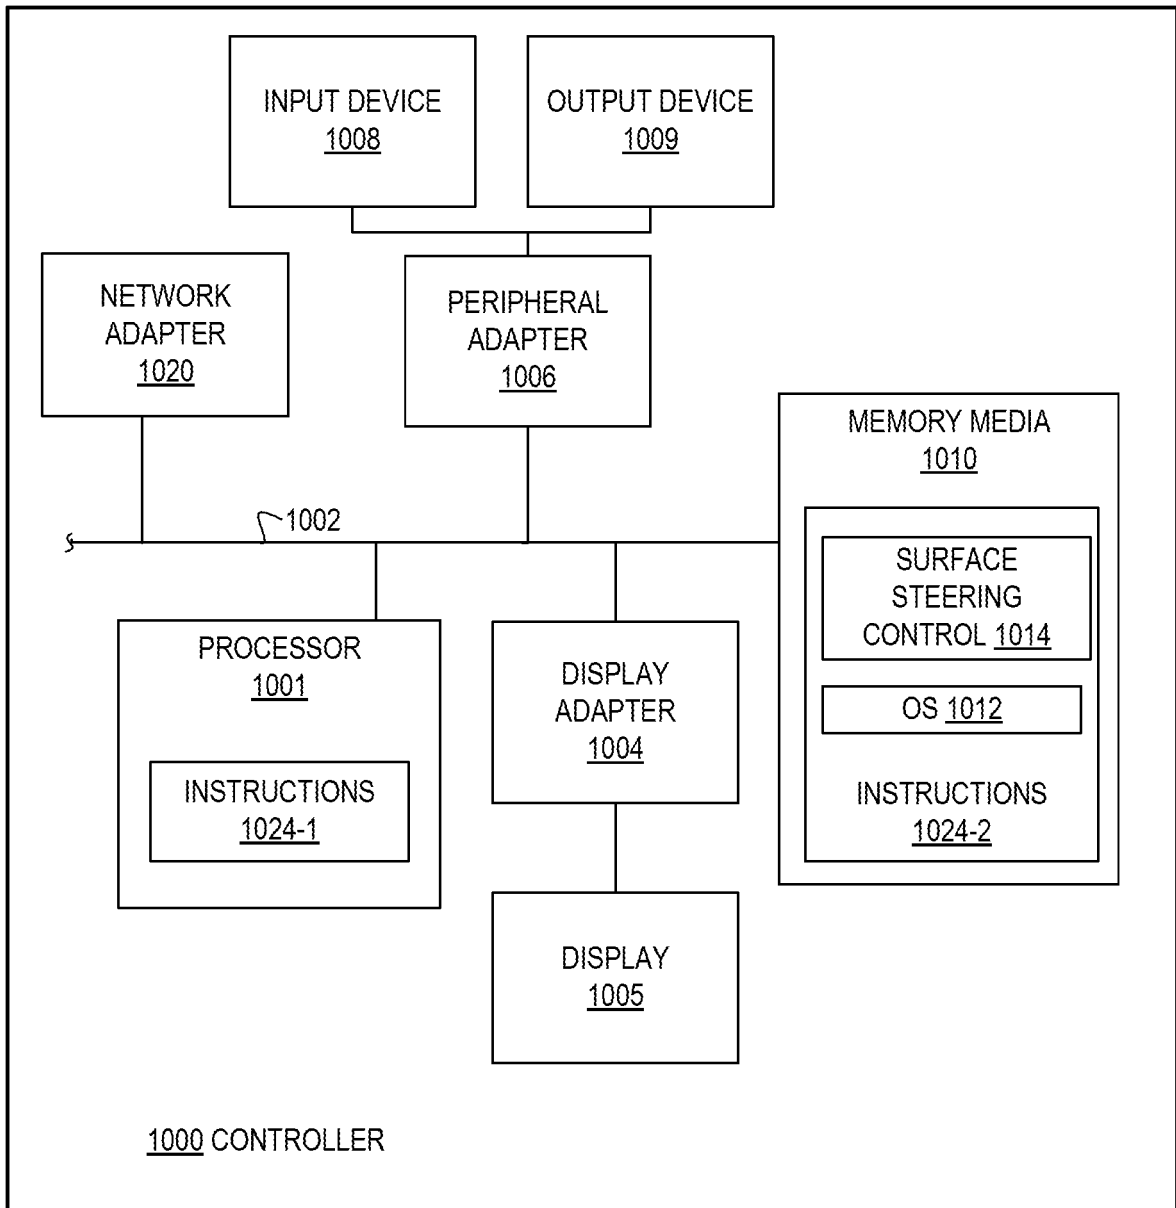 INPUT DEVICE
1008
OUTPUT DEVICE
1009
NETWORK
ADAPTER
1020
PERIPHERAL
ADAPTER
1006
MEMORY MEDIA
1010
1002
SURFACE
STEERING
CONTROL 1014
OS 1012
INSTRUCTIONS
1024-2
PROCESSOR
1001
INSTRUCTIONS
1024-1
DISPLAY
ADAPTER
1004
DISPLAY
1005
1000 CONTROLLER